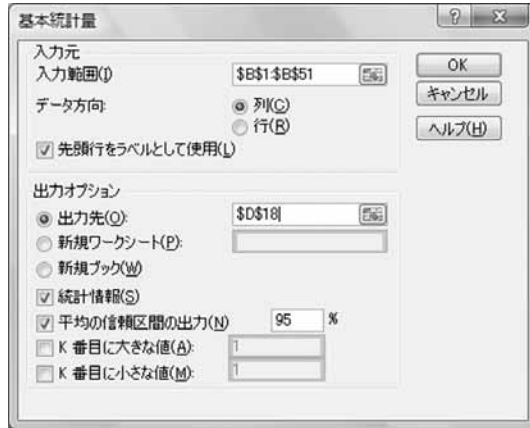 基本統計量
入力元
入力範囲(I) $B$1:$B$51
データ方向: 列(C)
行(R)
先頭行をラベルとして使用(L)
OK
キャンセル
ヘルプ(H)
出力オプション
出力先(O): $D$18
新規ワークシート(P):
新規ブック(W)
統計情報(S)
平均の信頼区間の出力(N) 95 %
K 番目に大きな値(A): 1
K 番目に小さな値(M): 1